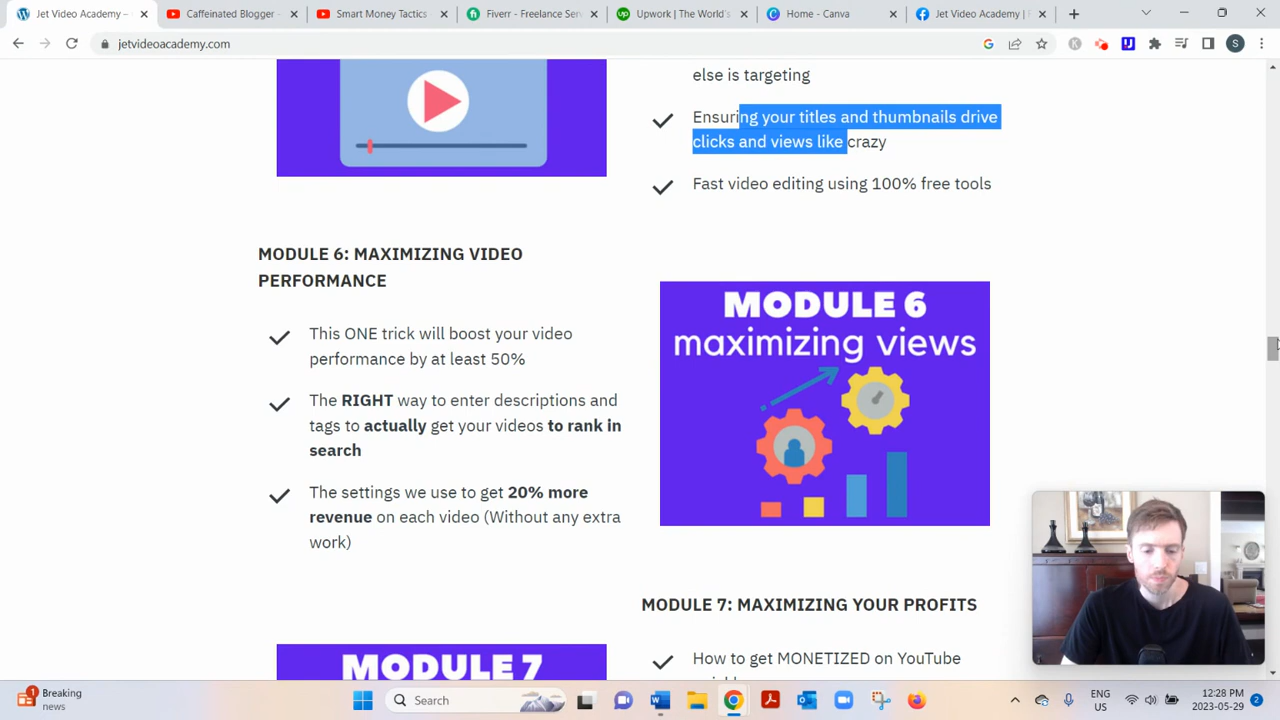 Jet Video Academy –
Caffeinated Blogger -
Smart Money Tactics
Fiverr - Freelance Serv
Upwork | The World's
Home - Canva
Jet Video Academy | F
jetvideoacademy.com
S
else is targeting
Ensuring your titles and thumbnails drive
clicks and views like crazy
Fast video editing using 100% free tools
MODULE 6: MAXIMIZING VIDEO
PERFORMANCE
This ONE trick will boost your video
performance by at least 50%
The RIGHT way to enter descriptions and
tags to actually get your videos to rank in
search
The settings we use to get 20% more
revenue on each video (Without any extra
work)
MODULE 6
maximizing views
MODULE 7: MAXIMIZING YOUR PROFITS
MODULE 7
How to get MONETIZED on YouTube
1
Breaking
news
Search
ENG
US
12:28 PM
2023-05-29
2